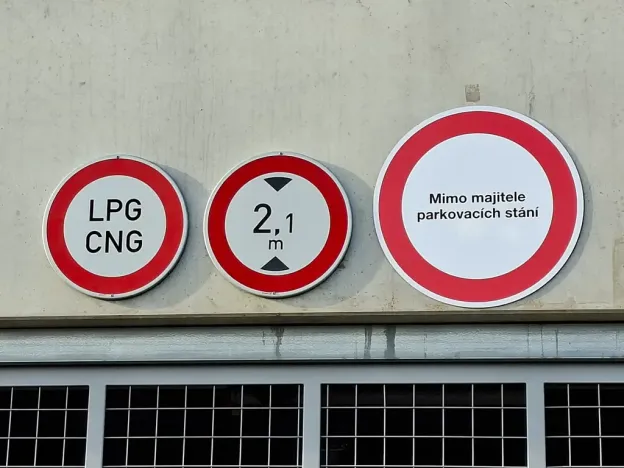 LPG
CNG
2,1
m
Mimo majitele
parkovacích stání